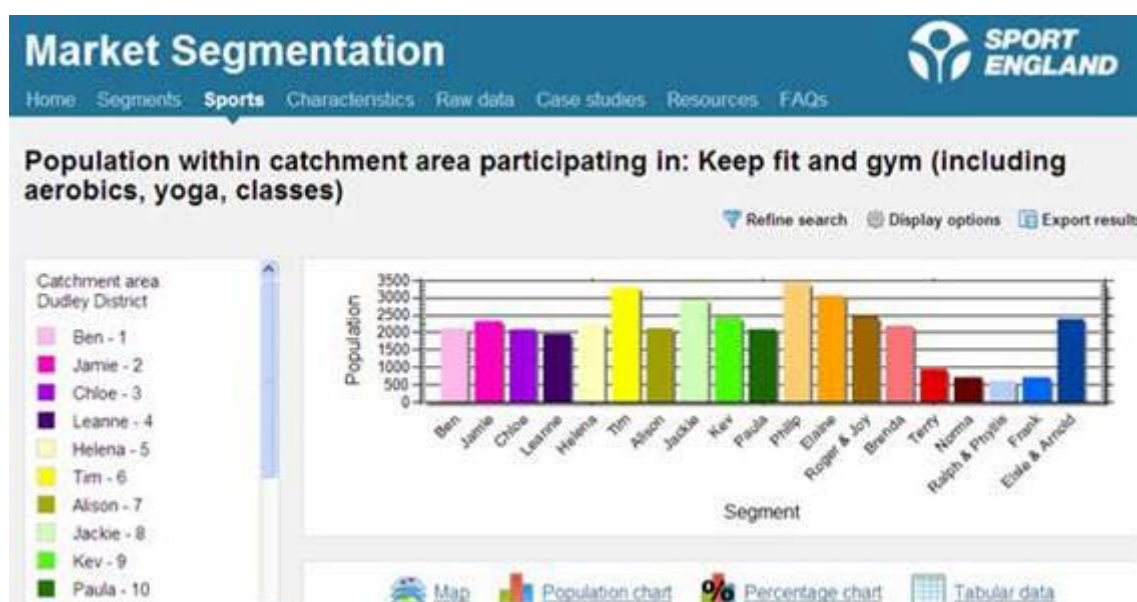 Market Segmentation
SPORT
ENGLAND
Home Segments Sports Characteristics Raw data Case studies Resources FAQs
Population within catchment area participating in: Keep fit and gym (including
aerobics, yoga, classes)
Refine search Display options Export results
Catchment area
Dudley District
Ben - 1
Jamie - 2
Chloe - 3
Leanne - 4
Helena - 5
Tim - 6
Alison - 7
Jackie - 8
Kev - 9
Paula - 10
Population
3500
3000
2500
2000
1500
1000
500
0
Ben
Jamie
Chloe
Leanne
Helena
Tim
Alison
Jackie
Kev
Paula
Philip
Elaine
Roger & Joy
Brenda
Terry
Norma
Ralph & Phyllis
Frank
Elsie & Arnold
Segment
Map Population chart % Percentage chart Tabular data